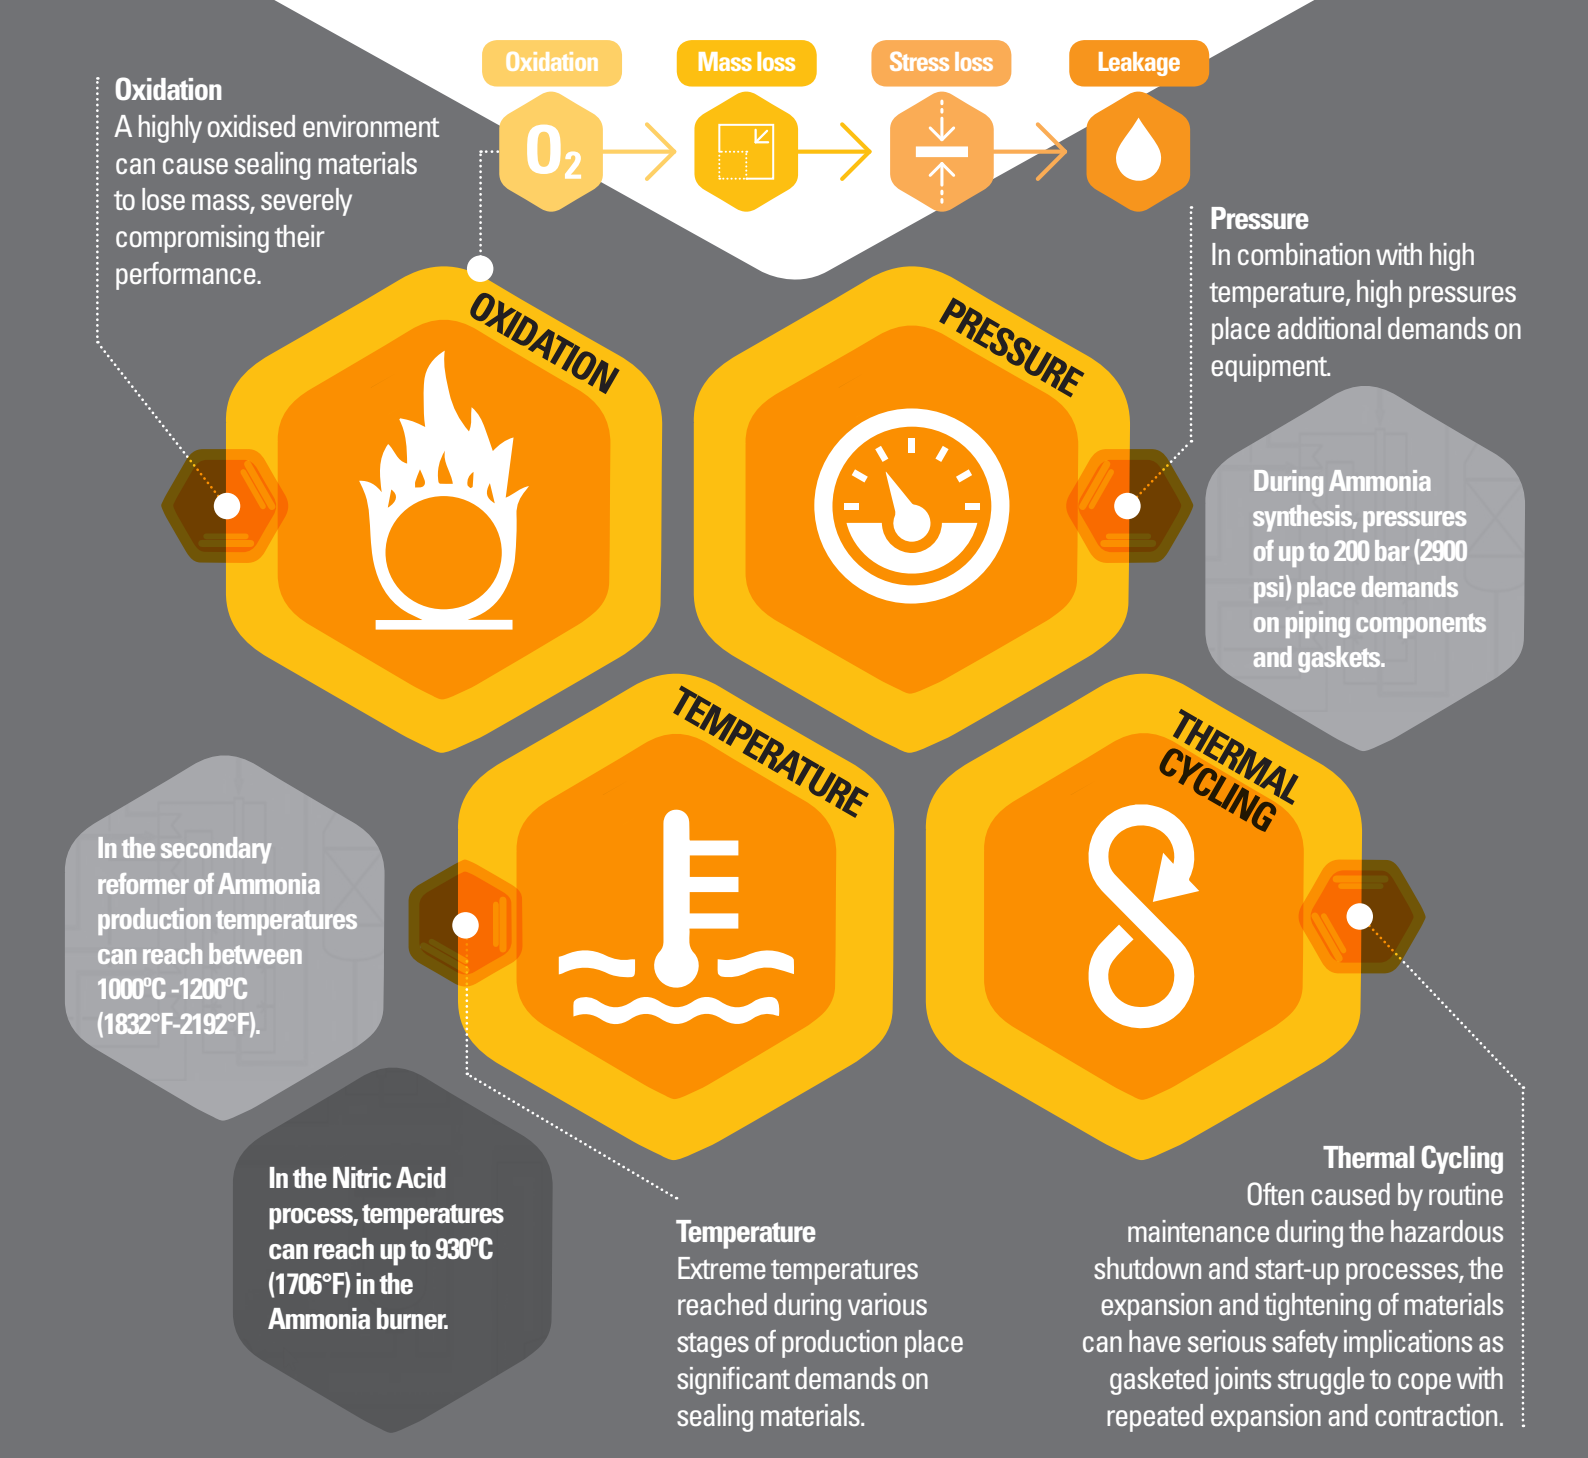 Oxidation
Mass loss
Stress loss
Leakage
O2
Oxidation
A highly oxidised environment
can cause sealing materials
to lose mass, severely
compromising their
performance.
Pressure
In combination with high
temperature, high pressures
place additional demands on
equipment.
OXIDATION
PRESSURE
During Ammonia
synthesis, pressures
of up to 200 bar (2900
psi) place demands
on piping components
and gaskets.
TEMPERATURE
THERMAL
CYCLING
In the secondary
reformer of Ammonia
production temperatures
can reach between
1000ºC -1200ºC
(1832°F-2192°F).
In the Nitric Acid
process, temperatures
can reach up to 930ºC
(1706°F) in the
Ammonia burner.
Temperature
Extreme temperatures
reached during various
stages of production place
significant demands on
sealing materials.
Thermal Cycling
Often caused by routine
maintenance during the hazardous
shutdown and start-up processes, the
expansion and tightening of materials
can have serious safety implications as
gasketed joints struggle to cope with
repeated expansion and contraction.